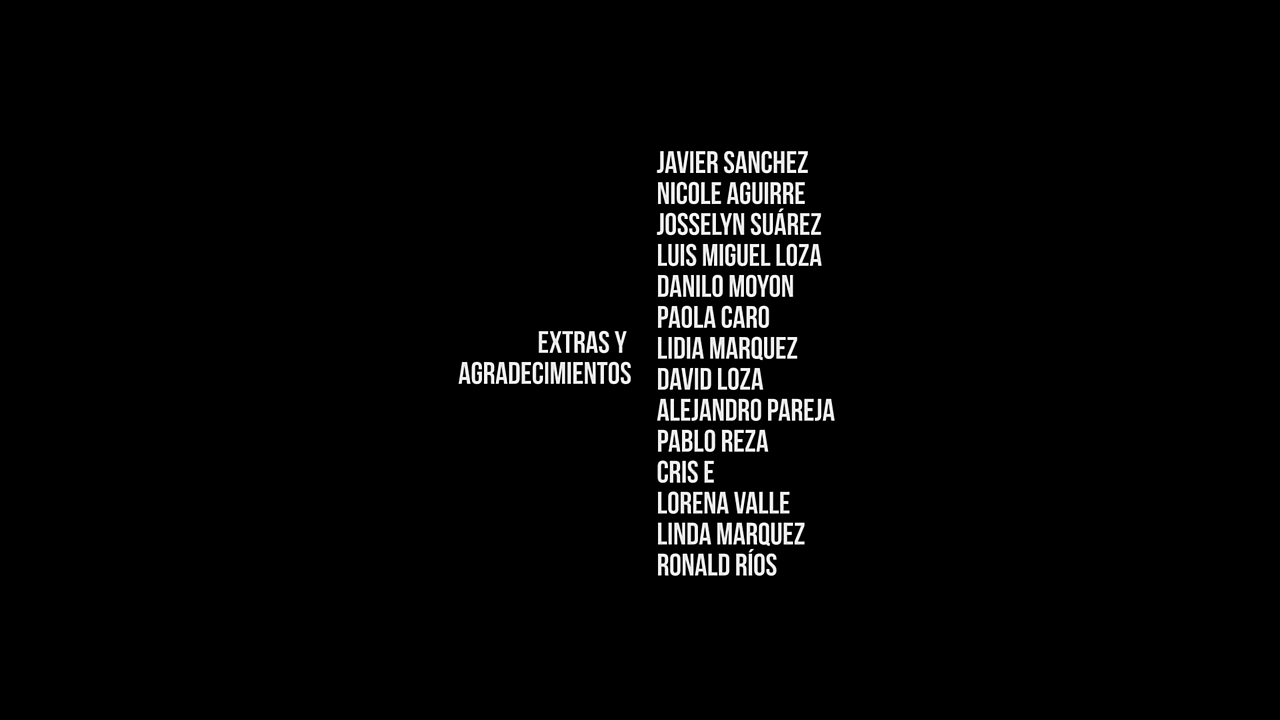 EXTRAS Y
AGRADECIMIENTOS
JAVIER SANCHEZ
NICOLE AGUIRRE
JOSSELYN SUÁREZ
LUIS MIGUEL LOZA
DANILO MOYON
PAOLA CARO
LIDIA MARQUEZ
DAVID LOZA
ALEJANDRO PAREJA
PABLO REZA
CRIS E
LORENA VALLE
LINDA MARQUEZ
RONALD RÍOS